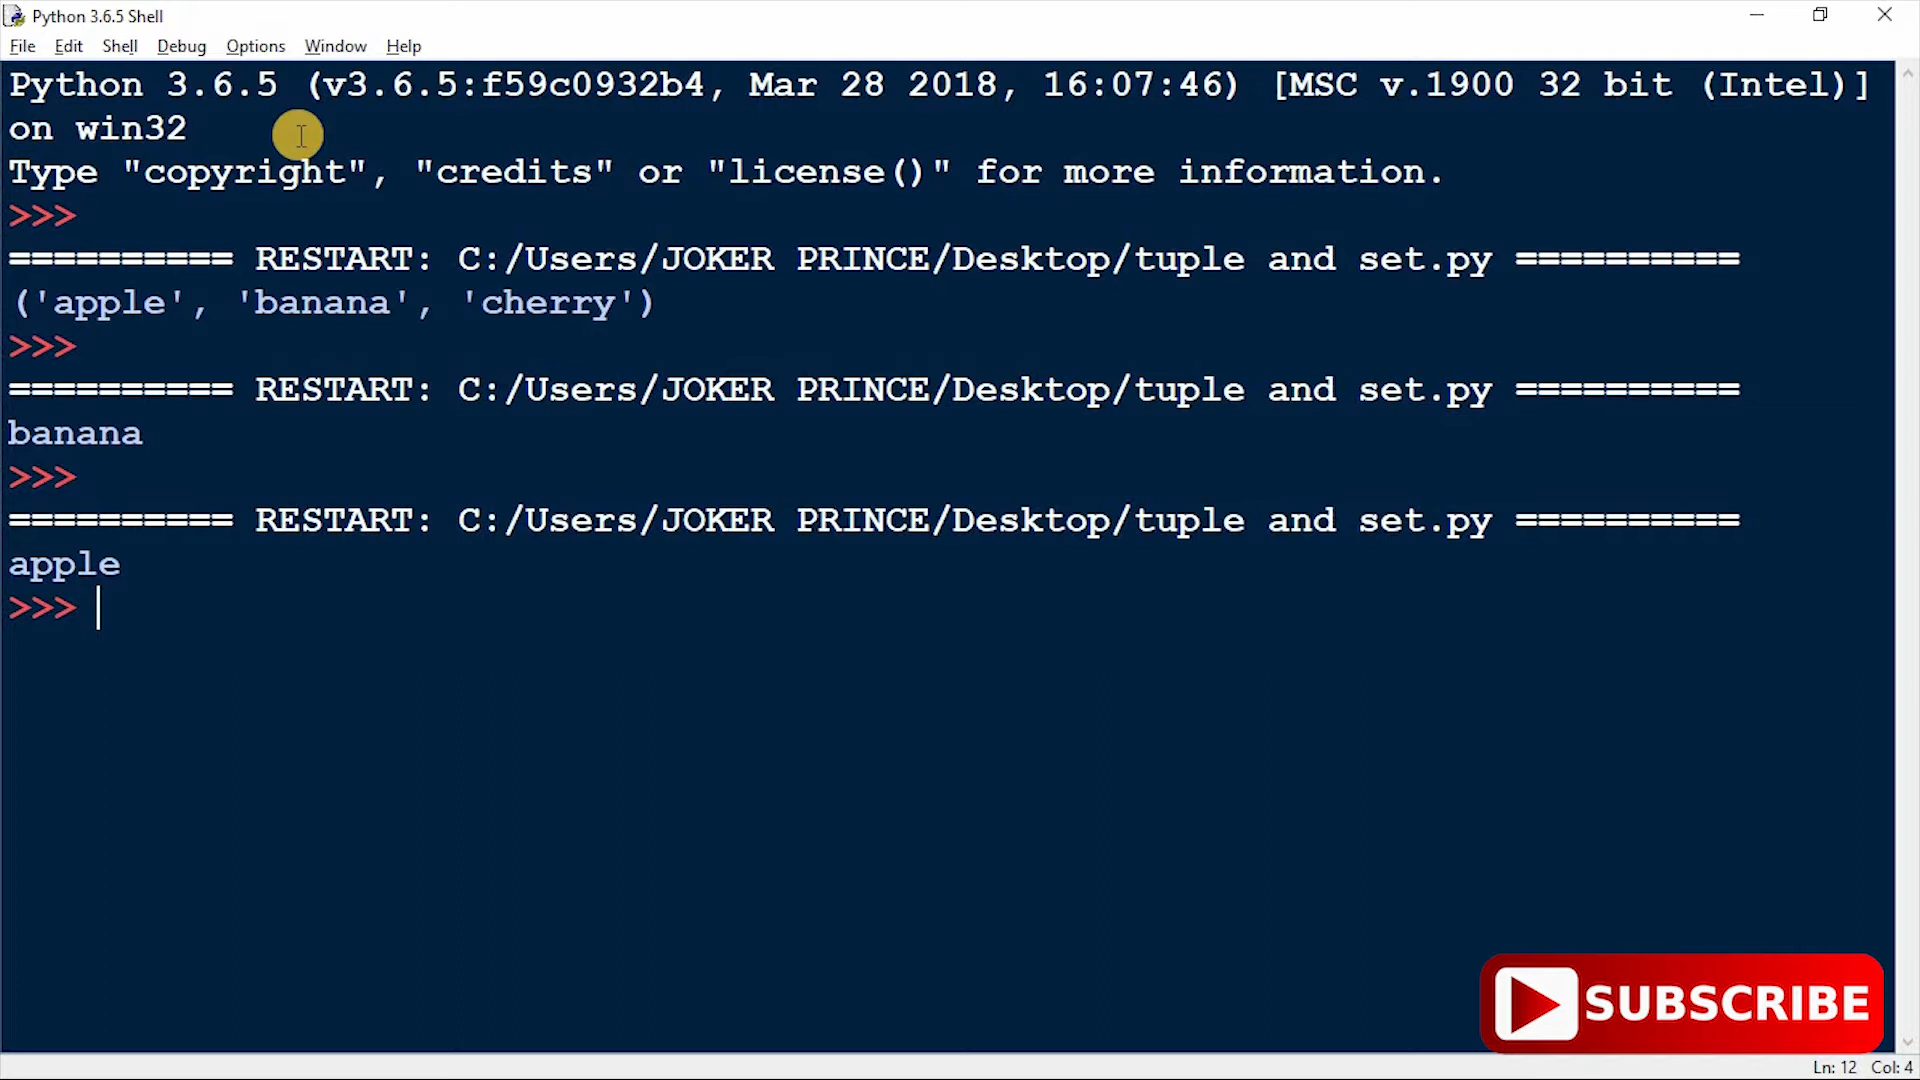 Python 3.6.5 Shell
File Edit Shell Debug Options Window Help
Python 3.6.5 (v3.6.5:f59c0932b4, Mar 28 2018, 16:07:46) [MSC v.1900 32 bit (Intel)]
on win32
Type "copyright", "credits" or "license()" for more information.
>>>
========== RESTART: C:/Users/JOKER PRINCE/Desktop/tuple and set.py ==========
('apple', 'banana', 'cherry')
>>>
========== RESTART: C:/Users/JOKER PRINCE/Desktop/tuple and set.py ==========
banana
>>>
========== RESTART: C:/Users/JOKER PRINCE/Desktop/tuple and set.py ==========
apple
>>>
SUBSCRIBE
Ln: 12 Col: 4